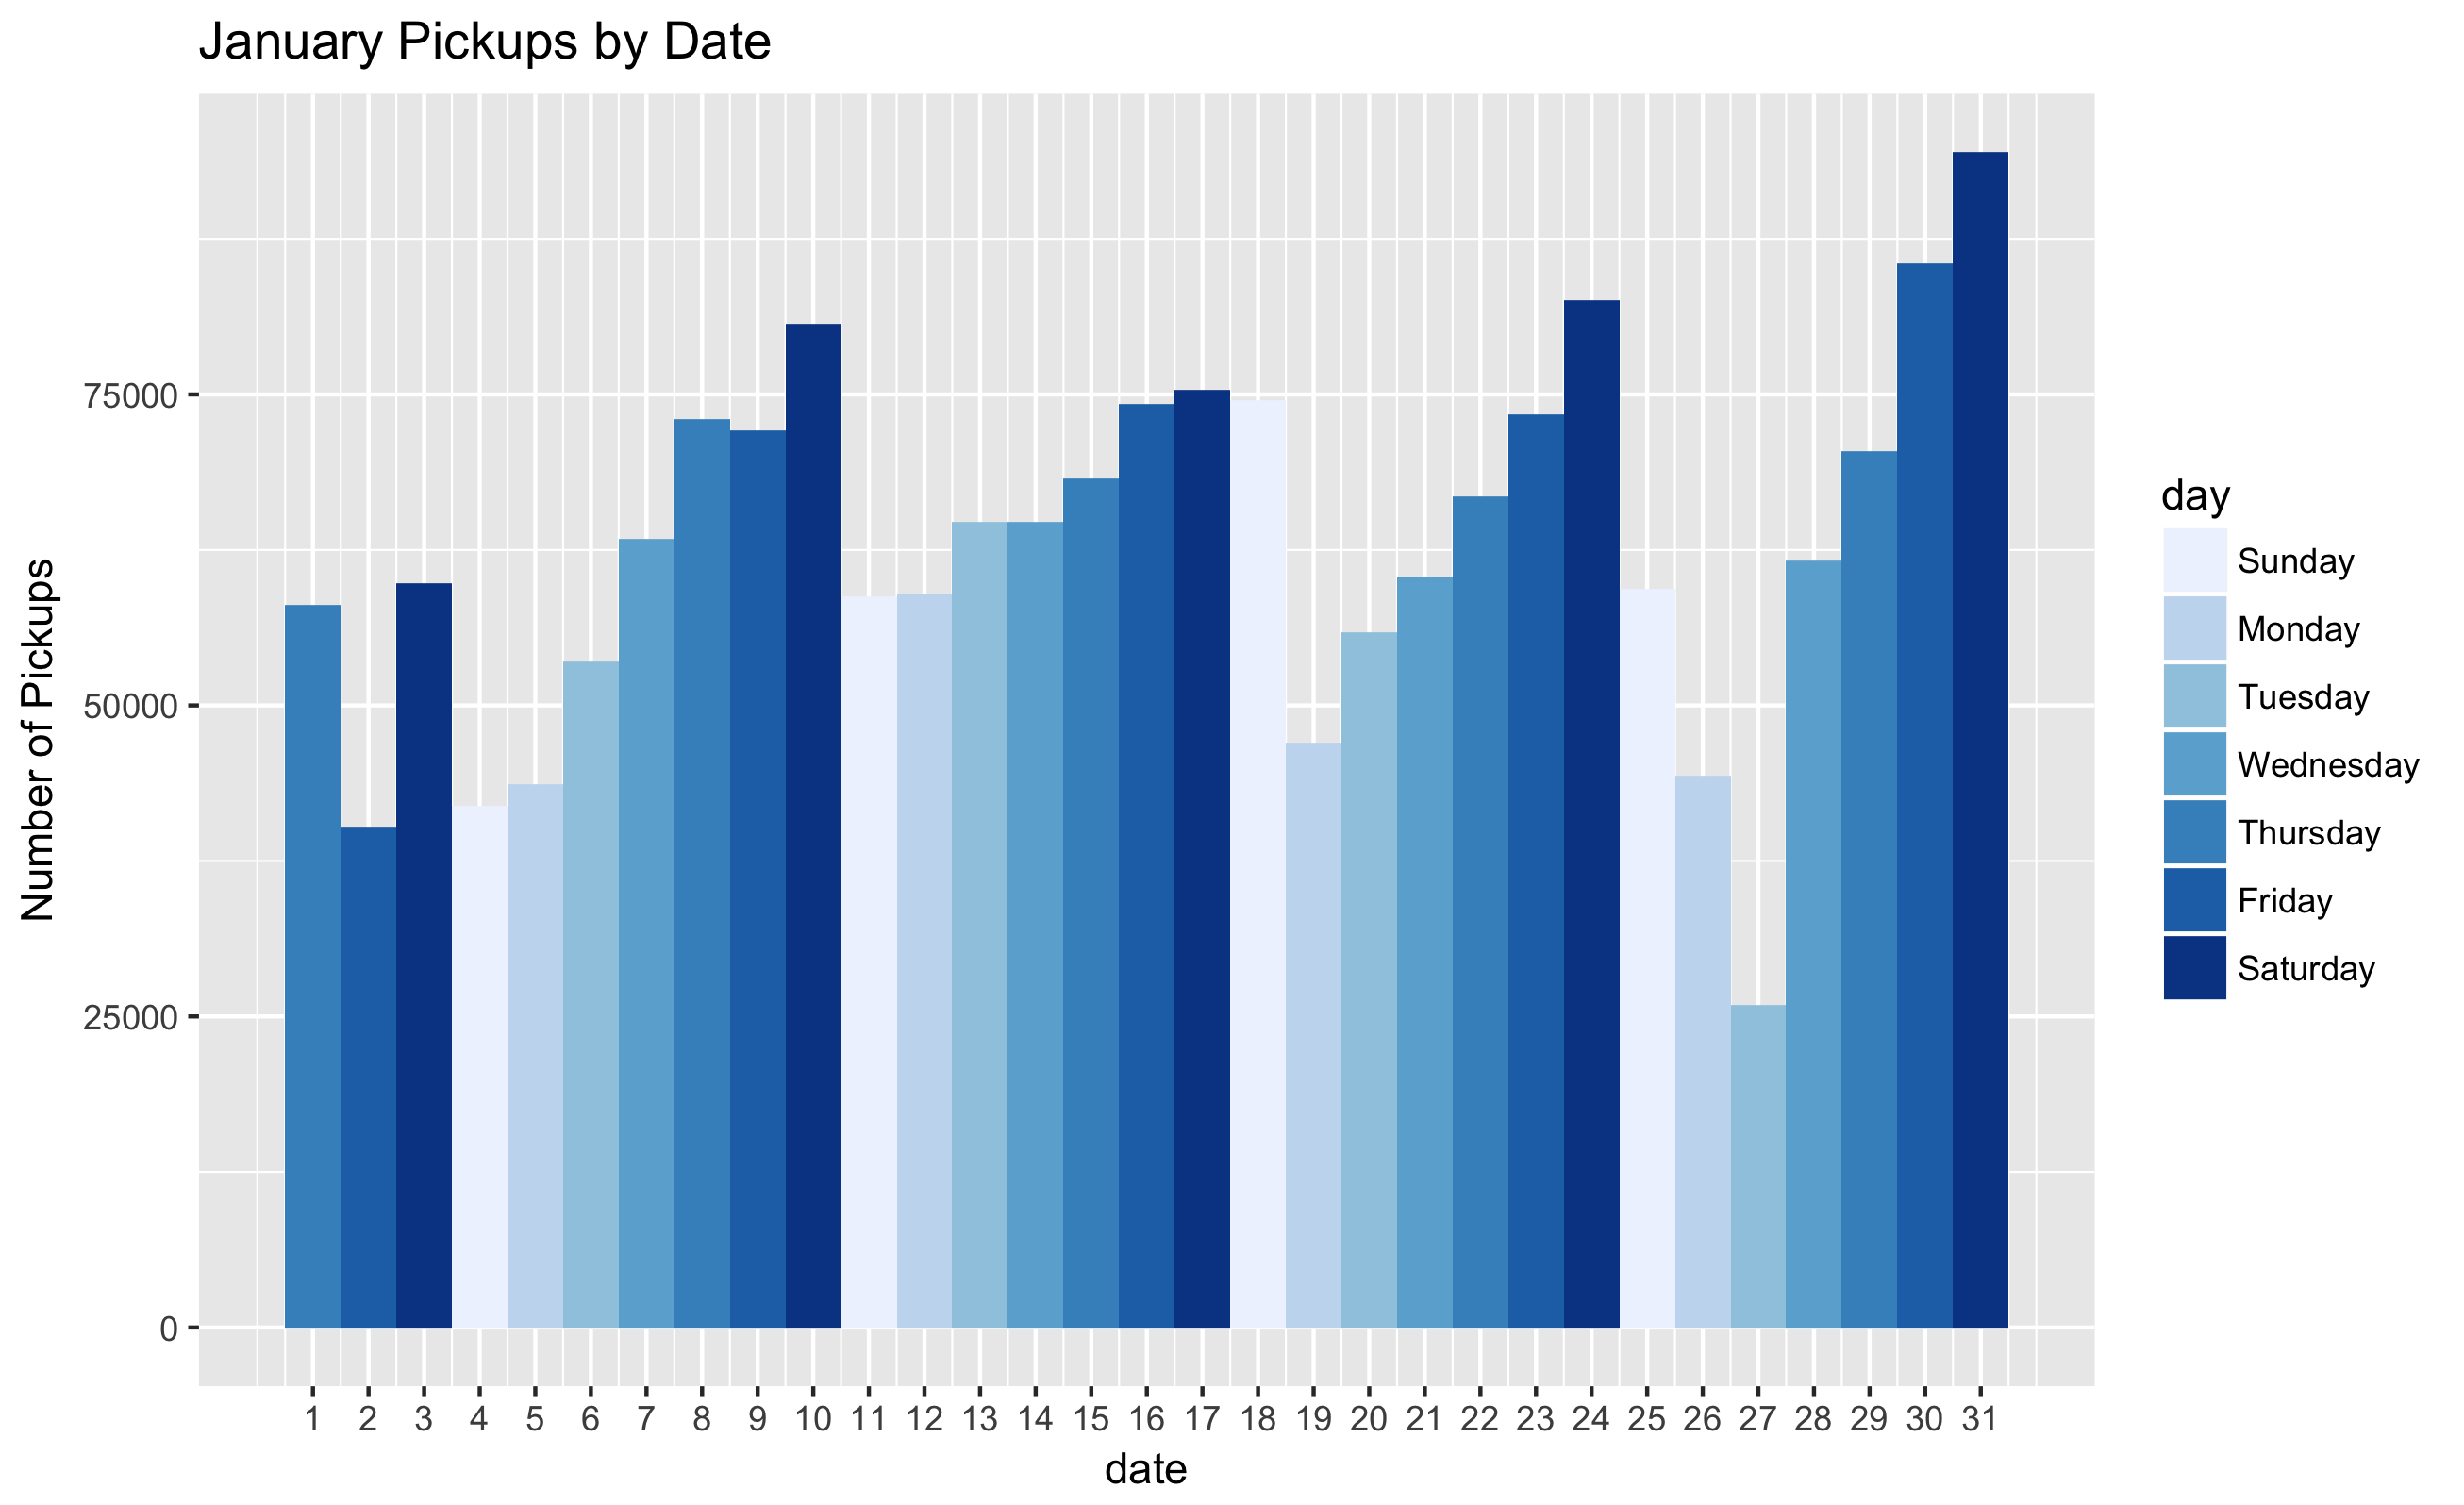 January Pickups by Date
Number of Pickups
75000
50000
25000
0
1 2 3 4 5 6 7 8 9 10 11 12 13 14 15 16 17 18 19 20 21 22 23 24 25 26 27 28 29 30 31
date
day
Sunday
Monday
Tuesday
Wednesday
Thursday
Friday
Saturday